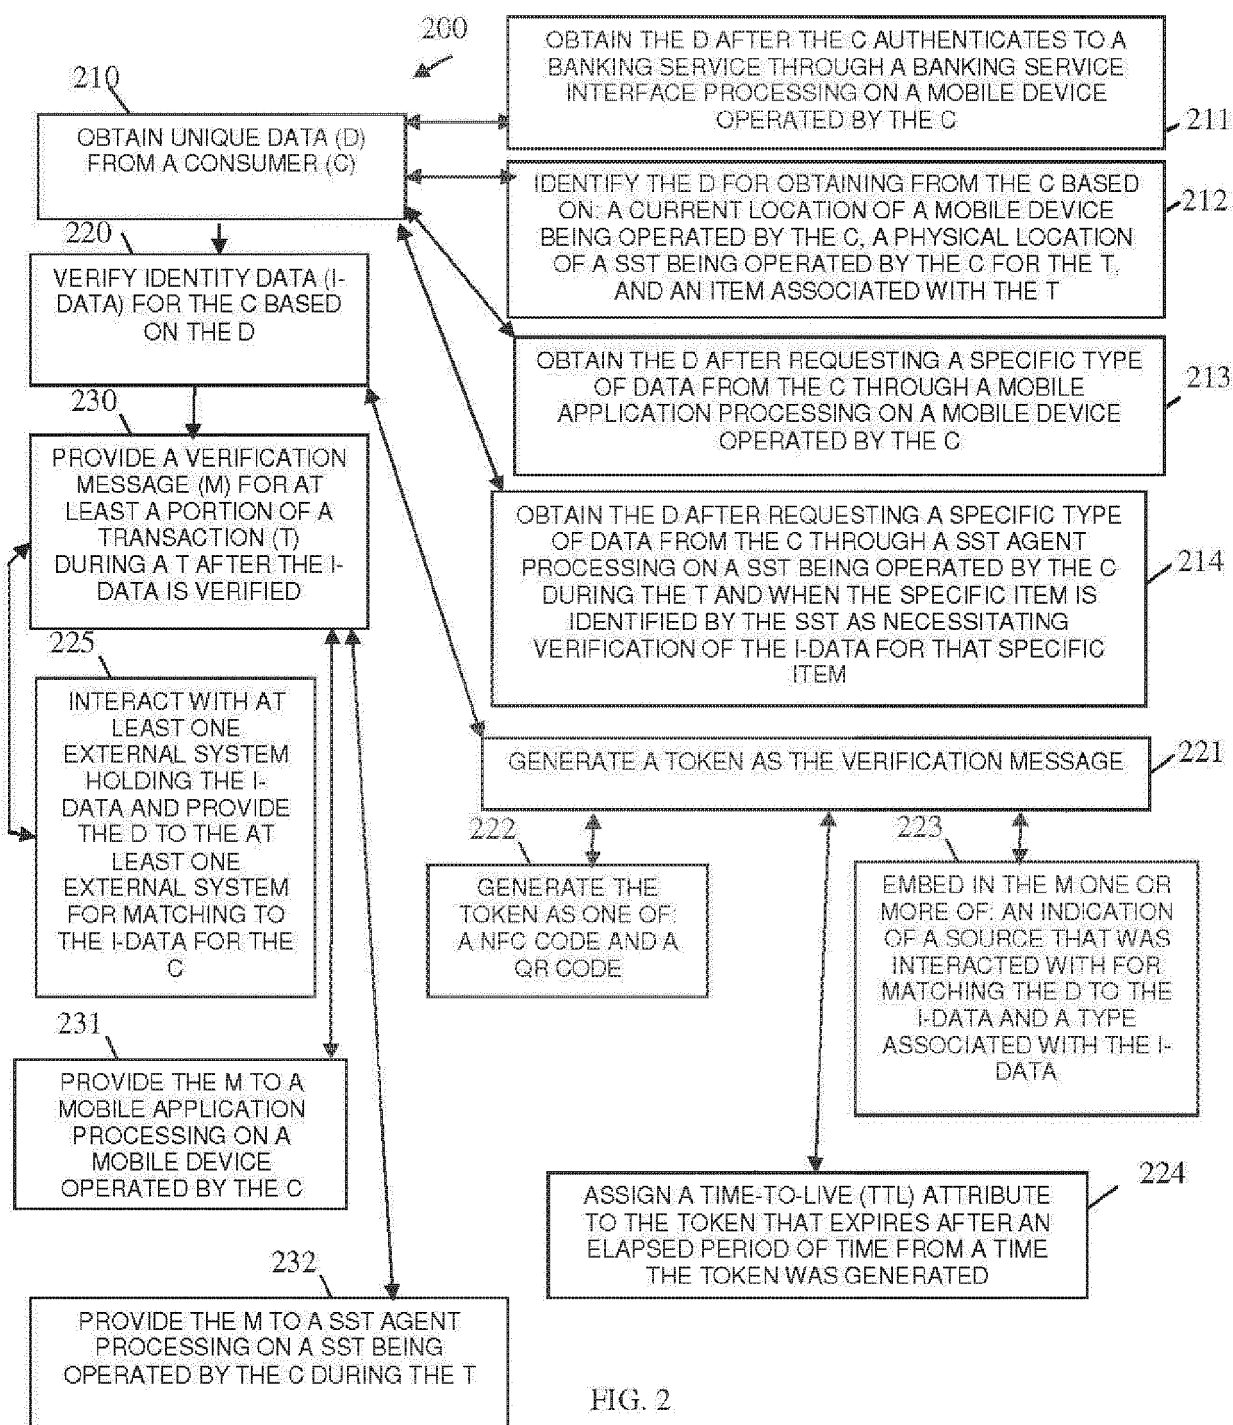 200
210
OBTAIN UNIQUE DATA (D)
FROM A CONSUMER (C)
OBTAIN THE D AFTER THE C AUTHENTICATES TO A
BANKING SERVICE THROUGH A BANKING SERVICE
INTERFACE PROCESSING ON A MOBILE DEVICE
OPERATED BY THE C
211
IDENTIFY THE D FOR OBTAINING FROM THE C BASED
ON: A CURRENT LOCATION OF A MOBILE DEVICE
BEING OPERATED BY THE C, A PHYSICAL LOCATION
OF A SST BEING OPERATED BY THE C FOR THE T,
AND AN ITEM ASSOCIATED WITH THE T
212
220
VERIFY IDENTITY DATA (I-
DATA) FOR THE C BASED
ON THE D
OBTAIN THE D AFTER REQUESTING A SPECIFIC TYPE
OF DATA FROM THE C THROUGH A MOBILE
APPLICATION PROCESSING ON A MOBILE DEVICE
OPERATED BY THE C
213
230
PROVIDE A VERIFICATION
MESSAGE (M) FOR AT
LEAST A PORTION OF A
TRANSACTION (T)
DURING A T AFTER THE I-
DATA IS VERIFIED
OBTAIN THE D AFTER REQUESTING A SPECIFIC TYPE
OF DATA FROM THE C THROUGH A SST AGENT
PROCESSING ON A SST BEING OPERATED BY THE C
DURING THE T AND WHEN THE SPECIFIC ITEM IS
IDENTIFIED BY THE SST AS NECESSITATING
VERIFICATION OF THE I-DATA FOR THAT SPECIFIC
ITEM
214
225
INTERACT WITH AT
LEAST ONE
EXTERNAL SYSTEM
HOLDING THE I-
DATA AND PROVIDE
THE D TO THE AT
LEAST ONE
EXTERNAL SYSTEM
FOR MATCHING TO
THE I-DATA FOR THE
C
GENERATE A TOKEN AS THE VERIFICATION MESSAGE
221
222
GENERATE THE
TOKEN AS ONE OF:
A NFC CODE AND A
QR CODE
223
EMBED IN THE M ONE OR
MORE OF: AN INDICATION
OF A SOURCE THAT WAS
INTERACTED WITH FOR
MATCHING THE D TO THE
I-DATA AND A TYPE
ASSOCIATED WITH THE I-
DATA
231
PROVIDE THE M TO A
MOBILE APPLICATION
PROCESSING ON A
MOBILE DEVICE
OPERATED BY THE C
224
ASSIGN A TIME-TO-LIVE (TTL) ATTRIBUTE
TO THE TOKEN THAT EXPIRES AFTER AN
ELAPSED PERIOD OF TIME FROM A TIME
THE TOKEN WAS GENERATED
232
PROVIDE THE M TO A SST AGENT
PROCESSING ON A SST BEING
OPERATED BY THE C DURING THE T
FIG. 2